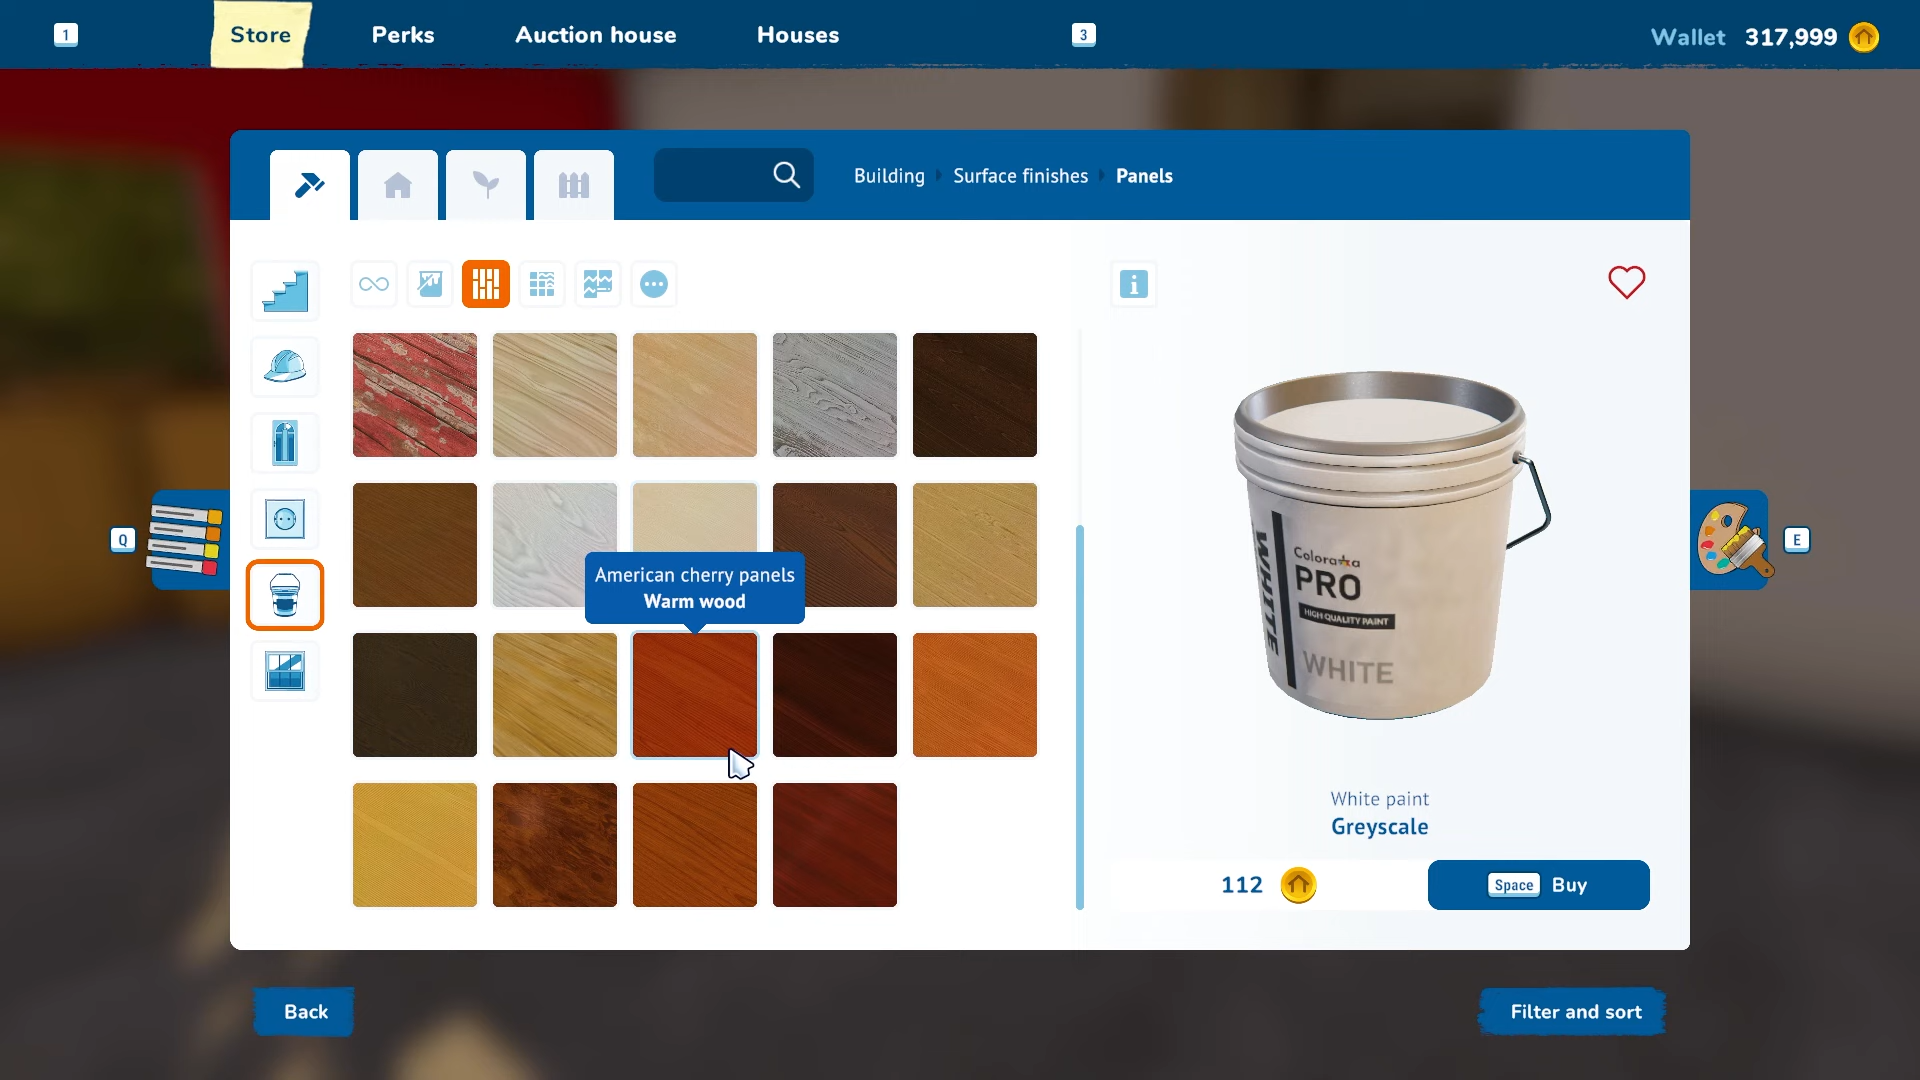 1
Store
Perks
Auction house
Houses
3
Wallet 317,999
Building
Surface finishes
Panels
American cherry panels
Warm wood
Q
E
WHITE
Colorama
PRO
HIGH QUALITY PAINT
WHITE
White paint
Greyscale
112
Space Buy
Back
Filter and sort